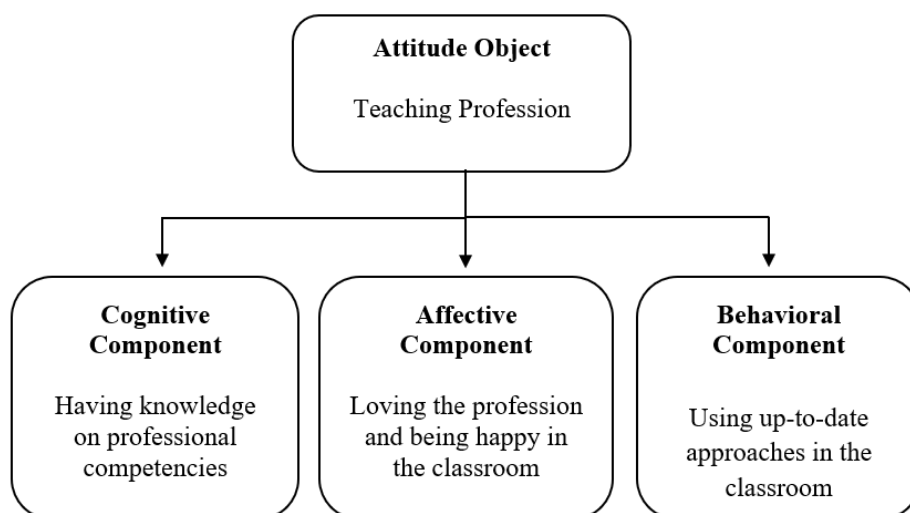 Attitude Object
Teaching Profession
Cognitive
Component
Having knowledge
on professional
competencies
Affective
Component
Loving the profession
and being happy in
the classroom
Behavioral
Component
Using up-to-date
approaches in the
classroom